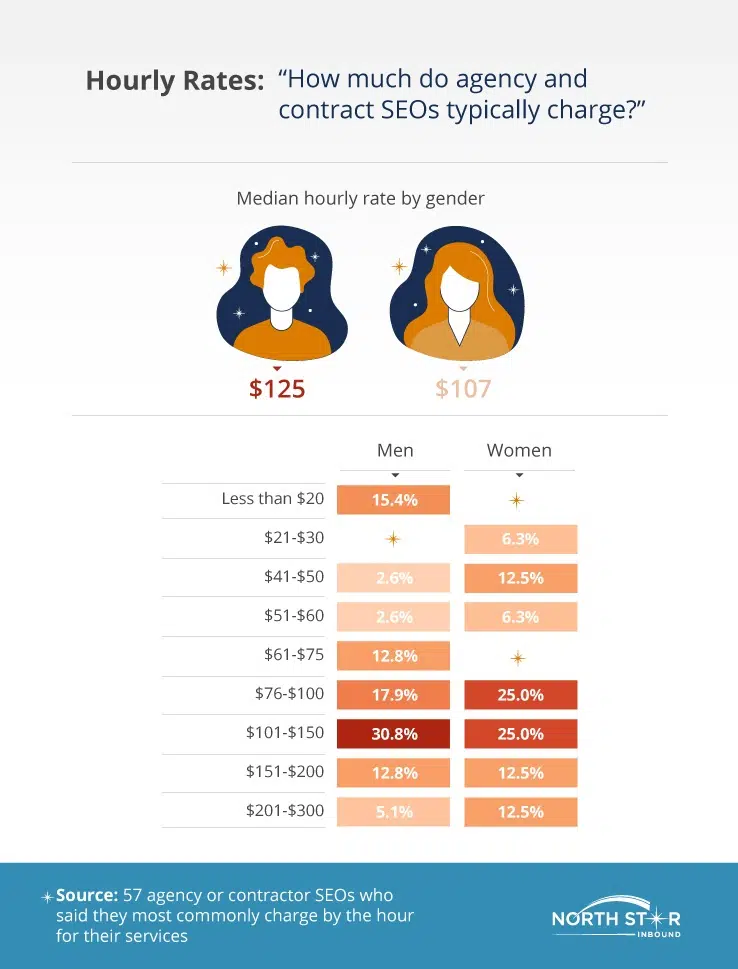 Hourly Rates: “How much do agency and
contract SEOs typically charge?”
Median hourly rate by gender
$125 $107
Men Women
Less than $20 15.4%
$21-$30 6.3%
$41-$50 2.6% 12.5%
$51-$60 2.6% 6.3%
$61-$75 12.8%
$76-$100 17.9% 25.0%
$101-$150 30.8% 25.0%
$151-$200 12.8% 12.5%
$201-$300 5.1% 12.5%
Source: 57 agency or contractor SEOs who
said they most commonly charge by the hour
for their services
NORTH STAR
INBOUND